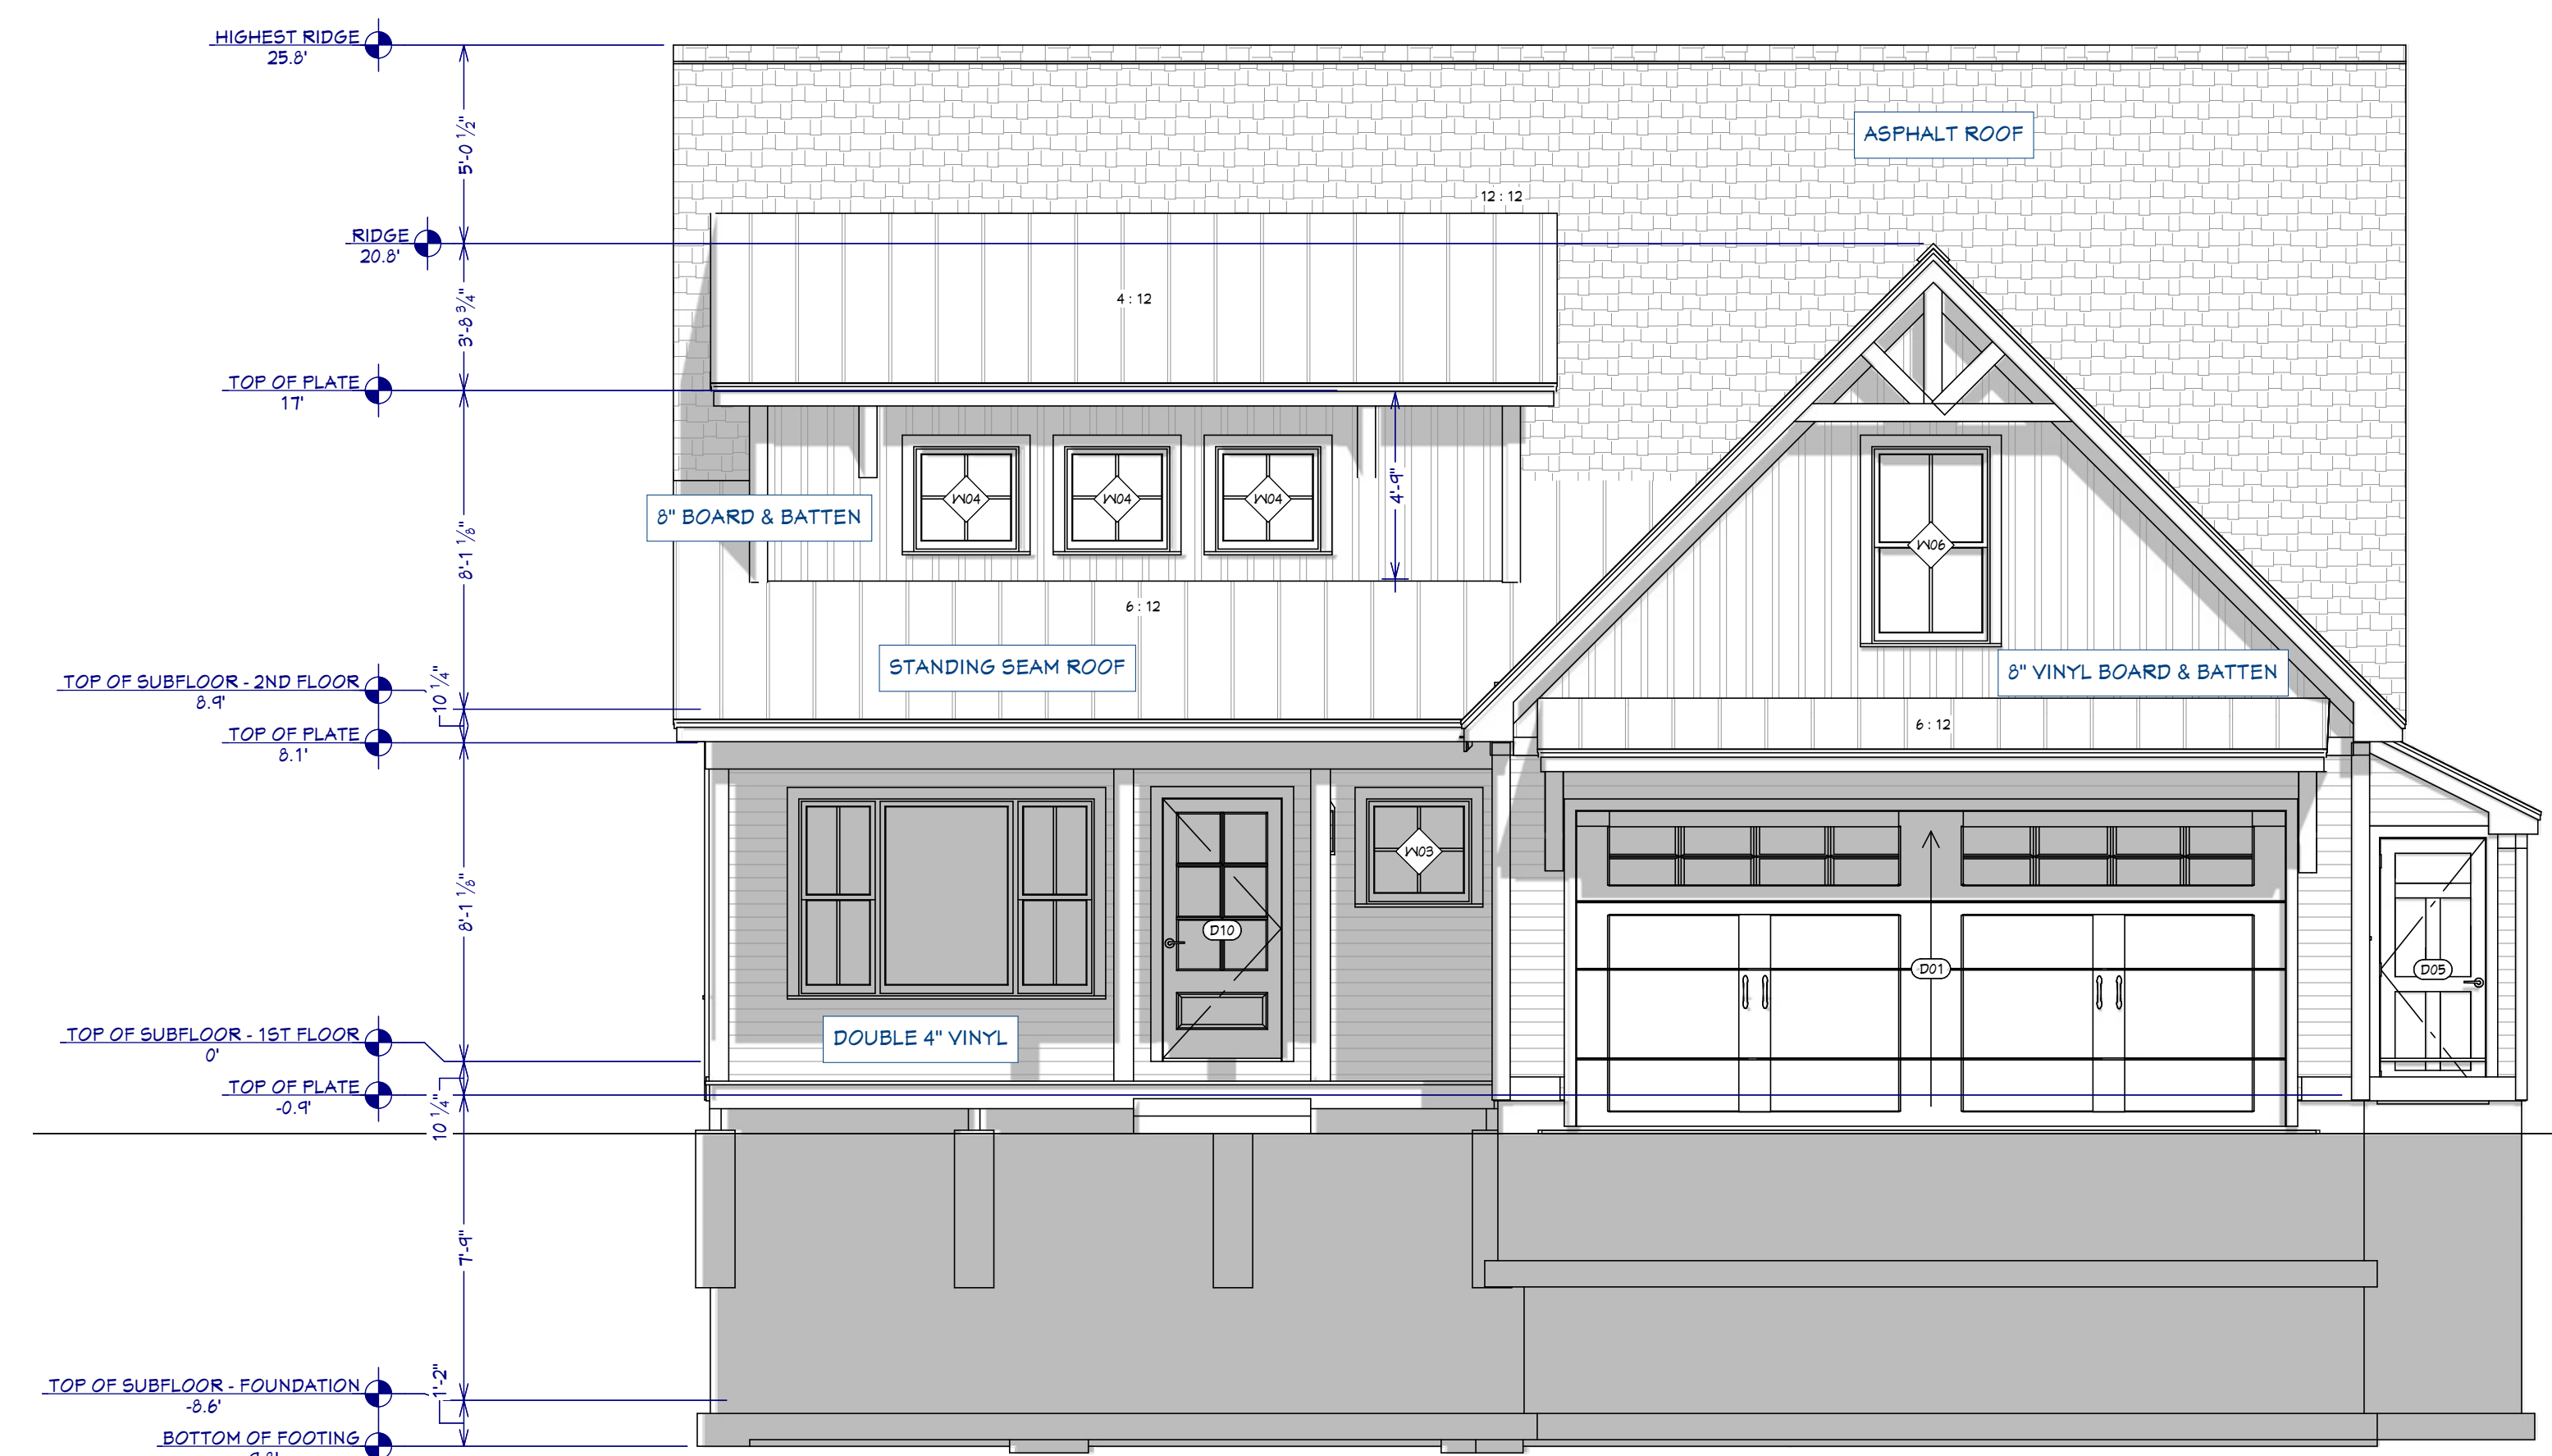 HIGHEST RIDGE
25.8'
5'-0 1/2"
ASPHALT ROOF
12 : 12
RIDGE
20.8'
3'-8 3/4"
4 : 12
TOP OF PLATE
17'
8'-1 1/8"
4'-9"
W04
W04
W04
8" BOARD & BATTEN
W06
6 : 12
STANDING SEAM ROOF
8" VINYL BOARD & BATTEN
TOP OF SUBFLOOR - 2ND FLOOR
8.9'
10 1/4"
6 : 12
TOP OF PLATE
8.1'
8'-1 1/8"
W03
D10
D01
D05
DOUBLE 4" VINYL
TOP OF SUBFLOOR - 1ST FLOOR
0'
TOP OF PLATE
-0.9'
10 1/4"
7'-9"
TOP OF SUBFLOOR - FOUNDATION
-8.6'
1'-2"
BOTTOM OF FOOTING